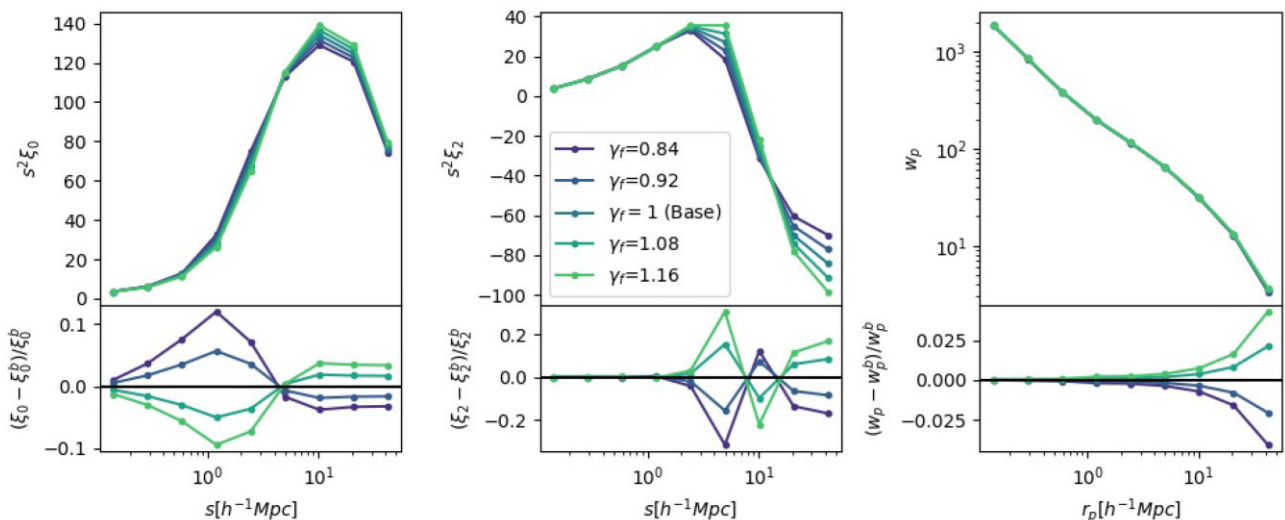 140
120
100
80
60
40
20
0
s²ξ₀
0.1
0.0
−0.1
(ξ₀ − ξ₀ᵇ)/ξ₀ᵇ
10⁰
10¹
s[h⁻¹Mpc]
40
20
0
−20
−40
−60
−80
−100
s²ξ₂
γf=0.84
γf=0.92
γf = 1 (Base)
γf=1.08
γf=1.16
0.2
0.0
−0.2
(ξ₂ − ξ₂ᵇ)/ξ₂ᵇ
10⁰
10¹
s[h⁻¹Mpc]
10³
10²
10¹
wₚ
0.025
0.000
−0.025
(wₚ − wₚᵇ)/wₚᵇ
10⁰
10¹
rₚ[h⁻¹Mpc]